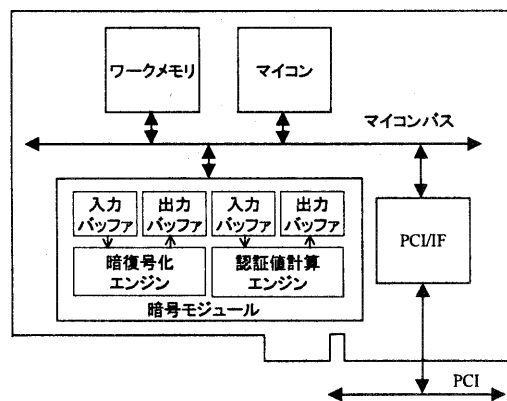 ワークメモリ
マイコン
マイコンバス
入力
バッファ
出力
バッファ
入力
バッファ
出力
バッファ
暗復号化
エンジン
認証値計算
エンジン
暗号モジュール
PCI/IF
PCI